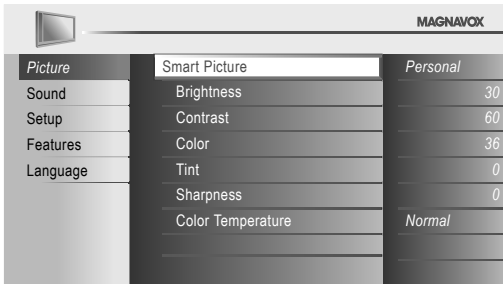 MAGNAVOX
Picture
Sound
Setup
Features
Language
Smart Picture Personal
Brightness 30
Contrast 60
Color 36
Tint 0
Sharpness 0
Color Temperature Normal